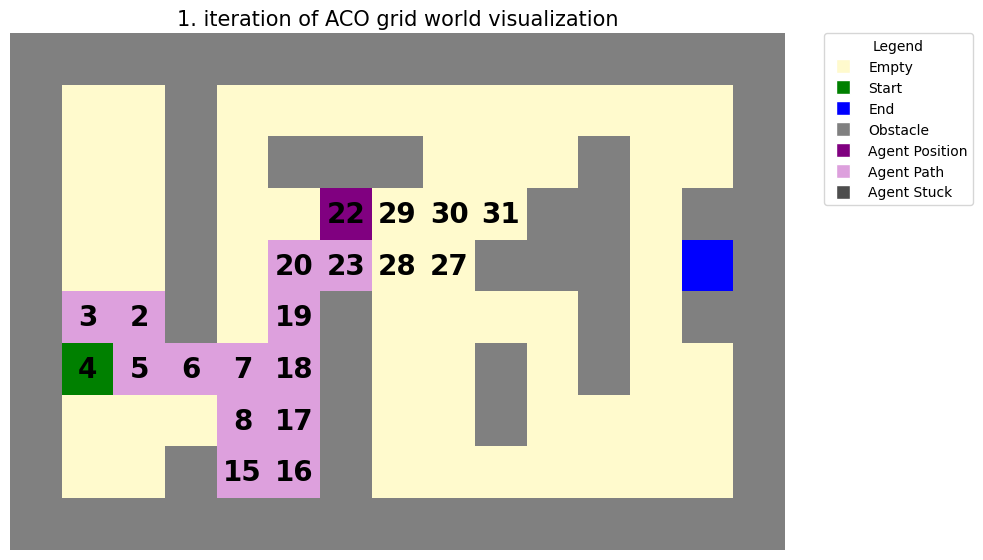 1. iteration of ACO grid world visualization
Legend
Empty
Start
End
Obstacle
Agent Position
Agent Path
Agent Stuck
22 29 30 31
20 23 28 27
3 2 19
4 5 6 7 18
8 17
15 16